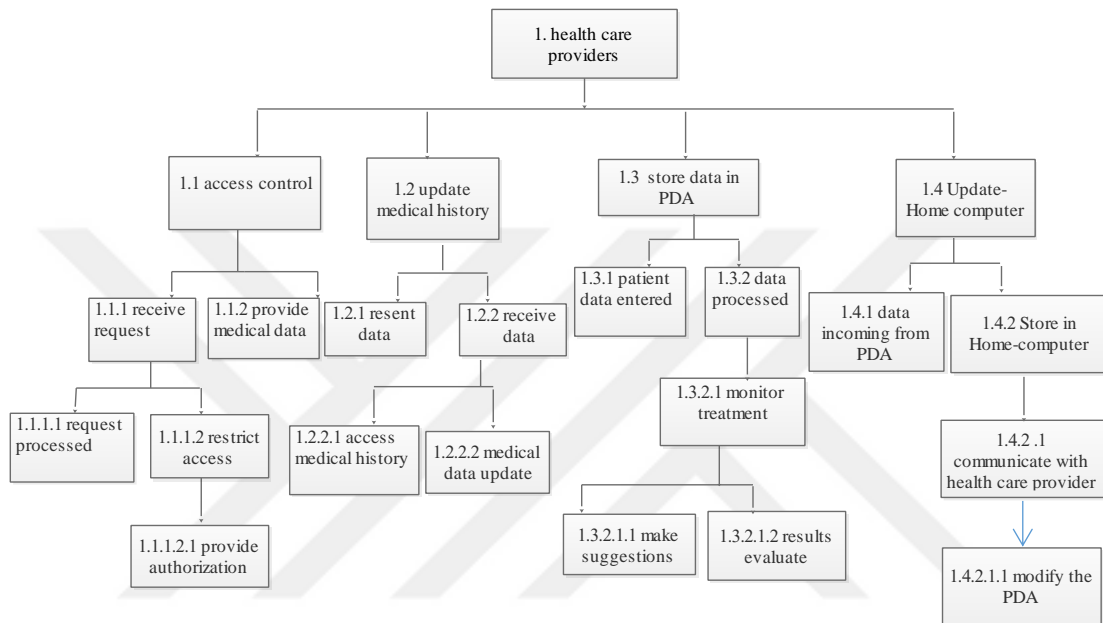 1. health care
providers
1.1 access control
1.2 update
medical history
1.3 store data in
PDA
1.4 Update-
Home computer
1.1.1 receive
request
1.1.2 provide
medical data
1.2.1 resent
data
1.2.2 receive
data
1.3.1 patient
data entered
1.3.2 data
processed
1.4.1 data
incoming from
PDA
1.4.2 Store in
Home-computer
1.1.1.1 request
processed
1.1.1.2 restrict
access
1.2.2.1 access
medical history
1.2.2.2 medical
data update
1.3.2.1 monitor
treatment
1.4.2 .1
communicate with
health care provider
1.1.1.2.1 provide
authorization
1.3.2.1.1 make
suggestions
1.3.2.1.2 results
evaluate
1.4.2.1.1 modify the
PDA